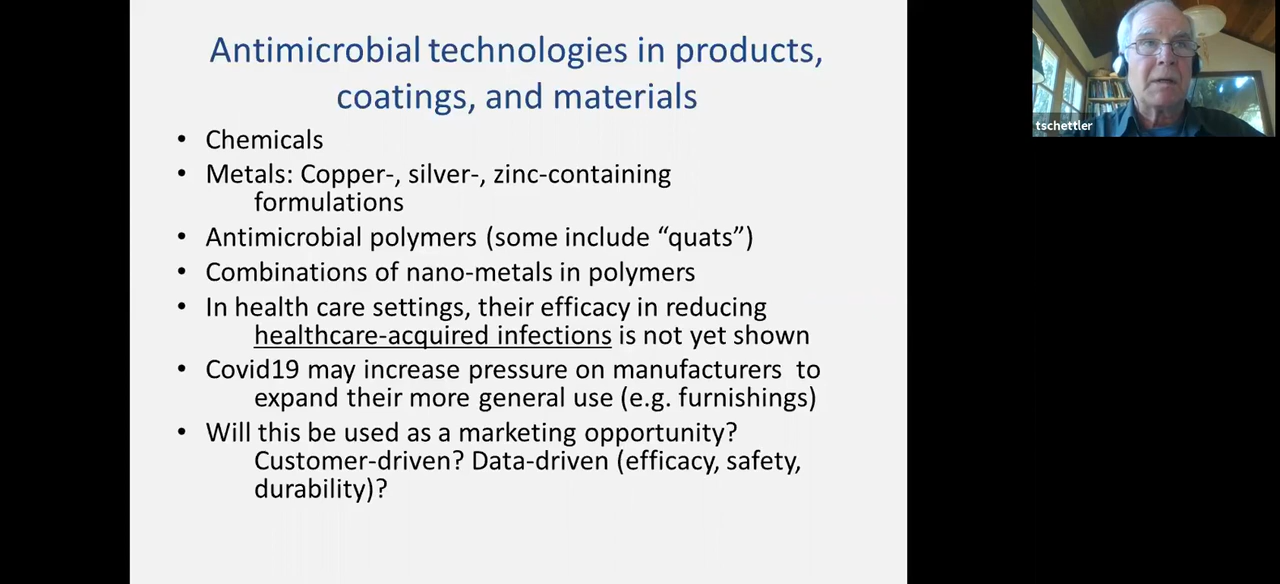 Antimicrobial technologies in products,
coatings, and materials
• Chemicals
• Metals: Copper-, silver-, zinc-containing
formulations
• Antimicrobial polymers (some include “quats”)
• Combinations of nano-metals in polymers
• In health care settings, their efficacy in reducing
healthcare-acquired infections is not yet shown
• Covid19 may increase pressure on manufacturers  to
expand their more general use (e.g. furnishings)
• Will this be used as a marketing opportunity?
Customer-driven? Data-driven (efficacy, safety,
durability)?
tschettler